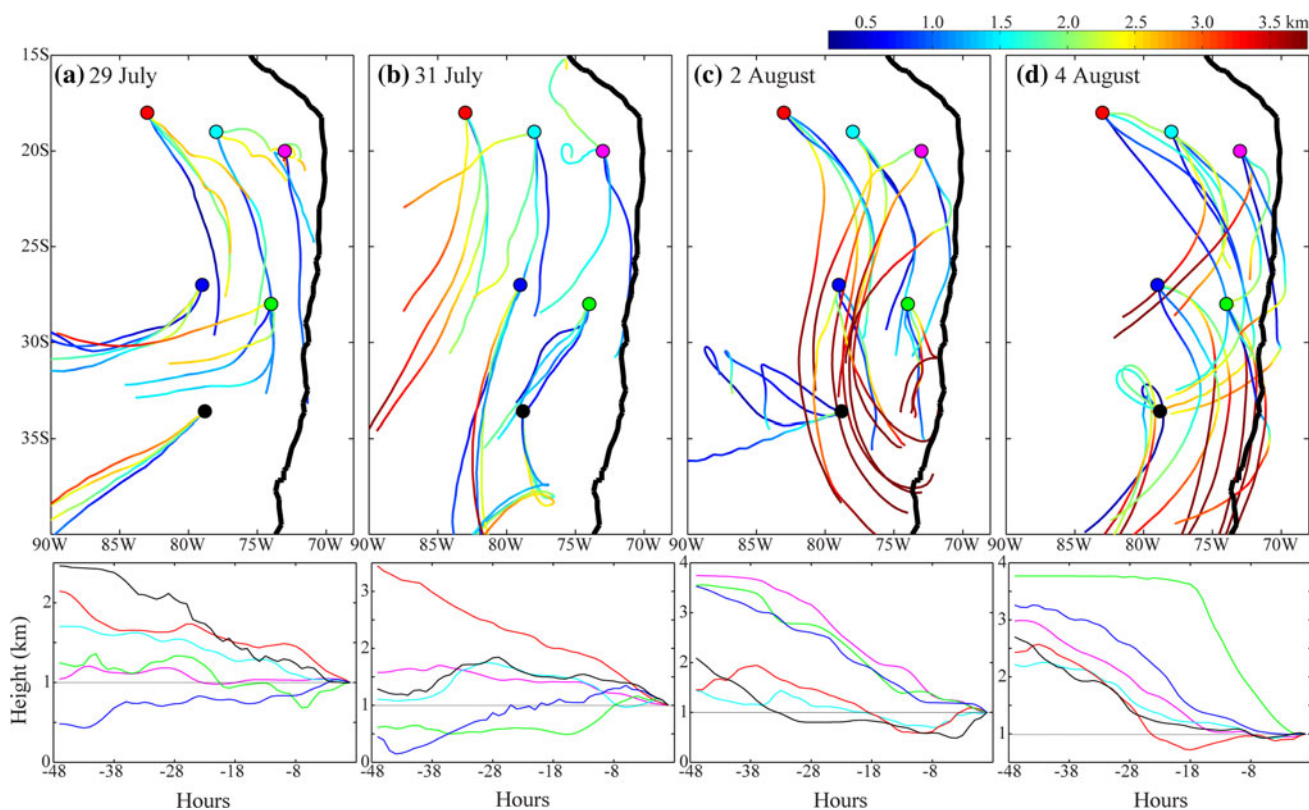 0.5 1.0 1.5 2.0 2.5 3.0 3.5 km
15S
20S
25S
30S
35S
(a) 29 July
(b) 31 July
(c) 2 August
(d) 4 August
90W 85W 80W 75W 70W
90W 85W 80W 75W 70W
90W 85W 80W 75W 70W
90W 85W 80W 75W 70W
Height (km)
2
1
0
3
2
1
0
4
3
2
1
0
4
3
2
1
-48 -38 -28 -18 -8
-48 -38 -28 -18 -8
-48 -38 -28 -18 -8
-48 -38 -28 -18 -8
Hours
Hours
Hours
Hours